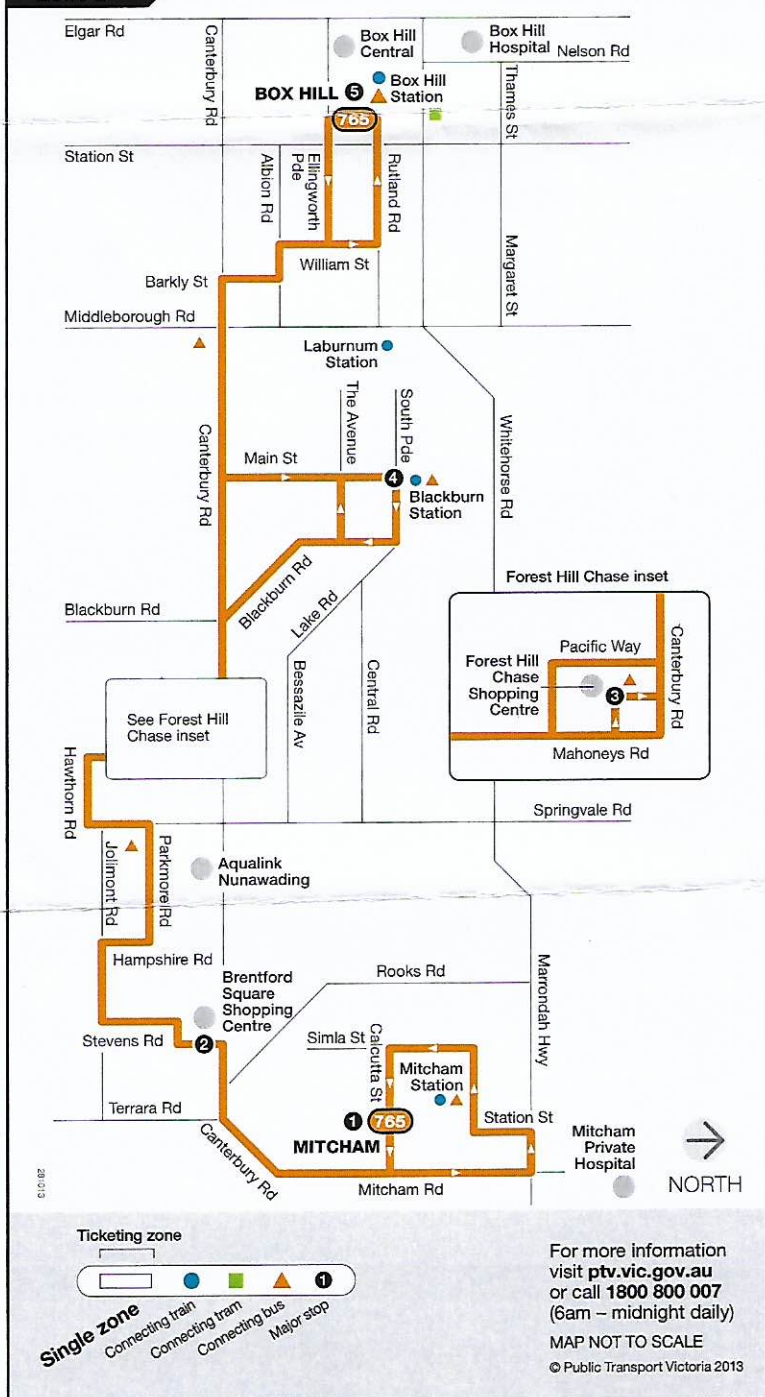 Elgar Rd
Canterbury Rd
Box Hill
Central
Box Hill
Hospital
Nelson Rd
BOX HILL 5
Box Hill
Station
Thames St
765
Station St
Albion Rd
Ellingworth
Pde
Rutland Rd
Margaret St
William St
Barkly St
Middleborough Rd
Laburnum
Station
The Avenue
South Pde
Whitehorse Rd
Canterbury Rd
Main St
4
Blackburn
Station
Blackburn Rd
Lake Rd
Blackburn Rd
Bessazile Av
Central Rd
Forest Hill Chase inset
Pacific Way
Canterbury Rd
Forest Hill
Chase
Shopping
Centre
3
Mahoneys Rd
See Forest Hill
Chase inset
Hawthorn Rd
Springvale Rd
Jolimont Rd
Parkmore Rd
Aqualink
Nunawading
Hampshire Rd
Brentford
Square
Shopping
Centre
Rooks Rd
Marrondah Hwy
Stevens Rd
2
Simla St
Calcutta St
Mitcham
Station
Terrara Rd
1 765
MITCHAM
Station St
Canterbury Rd
Mitcham Rd
Mitcham
Private
Hospital
NORTH
281013
Ticketing zone
Single zone
Connecting train
Connecting tram
Connecting bus
1
Major stop
For more information
visit ptv.vic.gov.au
or call 1800 800 007
(6am – midnight daily)
MAP NOT TO SCALE
© Public Transport Victoria 2013